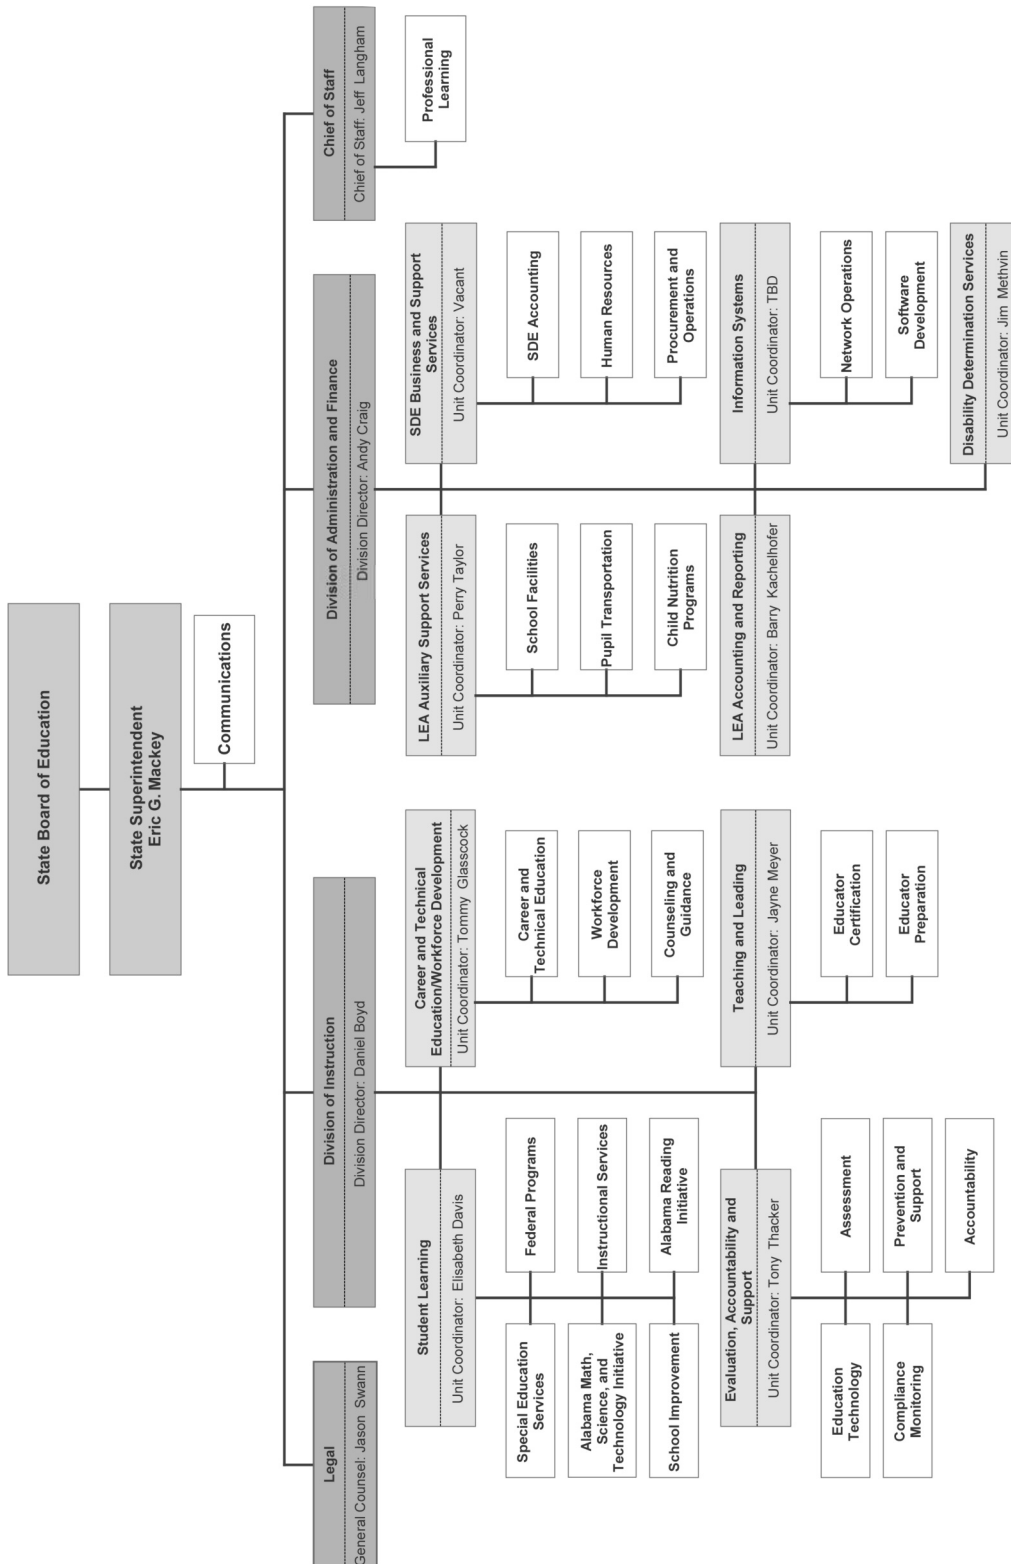 State Board of Education
State Superintendent
Eric G. Mackey
Communications
Legal
General Counsel: Jason Swann
Division of Instruction
Division Director: Daniel Boyd
Division of Administration and Finance
Division Director: Andy Craig
Chief of Staff
Chief of Staff: Jeff Langham
Student Learning
Unit Coordinator: Elisabeth Davis
Special Education
Services
Federal Programs
Alabama Math,
Science, and
Technology Initiative
Instructional Services
School Improvement
Alabama Reading
Initiative
Career and Technical
Education/Workforce Development
Unit Coordinator: Tommy Glasscock
Career and
Technical Education
Workforce
Development
Counseling and
Guidance
Evaluation, Accountability and
Support
Unit Coordinator: Tony Thacker
Education
Technology
Assessment
Compliance
Monitoring
Prevention and
Support
Accountability
Teaching and Leading
Unit Coordinator: Jayne Meyer
Educator
Certification
Educator
Preparation
LEA Auxiliary Support Services
Unit Coordinator: Perry Taylor
School Facilities
Pupil Transportation
Child Nutrition
Programs
SDE Business and Support
Services
Unit Coordinator: Vacant
SDE Accounting
Human Resources
Procurement and
Operations
LEA Accounting and Reporting
Unit Coordinator: Barry Kachelhofer
Information Systems
Unit Coordinator: TBD
Network Operations
Software
Development
Disability Determination Services
Unit Coordinator: Jim Methvin
Professional
Learning